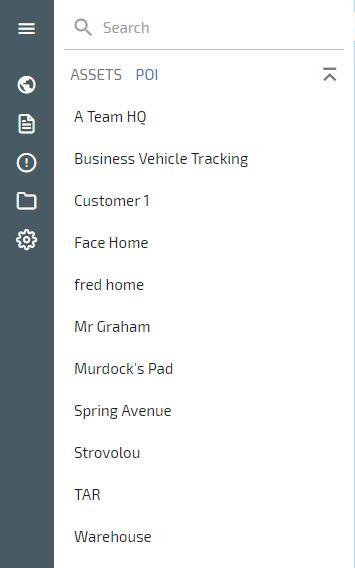 Search
ASSETS POI
A Team HQ
Business Vehicle Tracking
Customer 1
Face Home
fred home
Mr Graham
Murdock's Pad
Spring Avenue
Strovolou
TAR
Warehouse